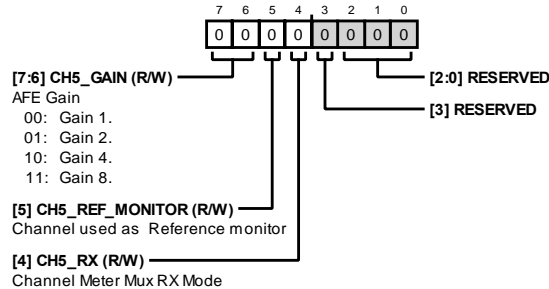 7 6 5 4 3 2 1 0
0 0 0 0 0 0 0 0
[7:6] CH5_GAIN (R/W)
AFE Gain
00: Gain 1.
01: Gain 2.
10: Gain 4.
11: Gain 8.
[5] CH5_REF_MONITOR (R/W)
Channel used as Reference monitor
[4] CH5_RX (R/W)
Channel Meter Mux RX Mode
[2:0] RESERVED
[3] RESERVED